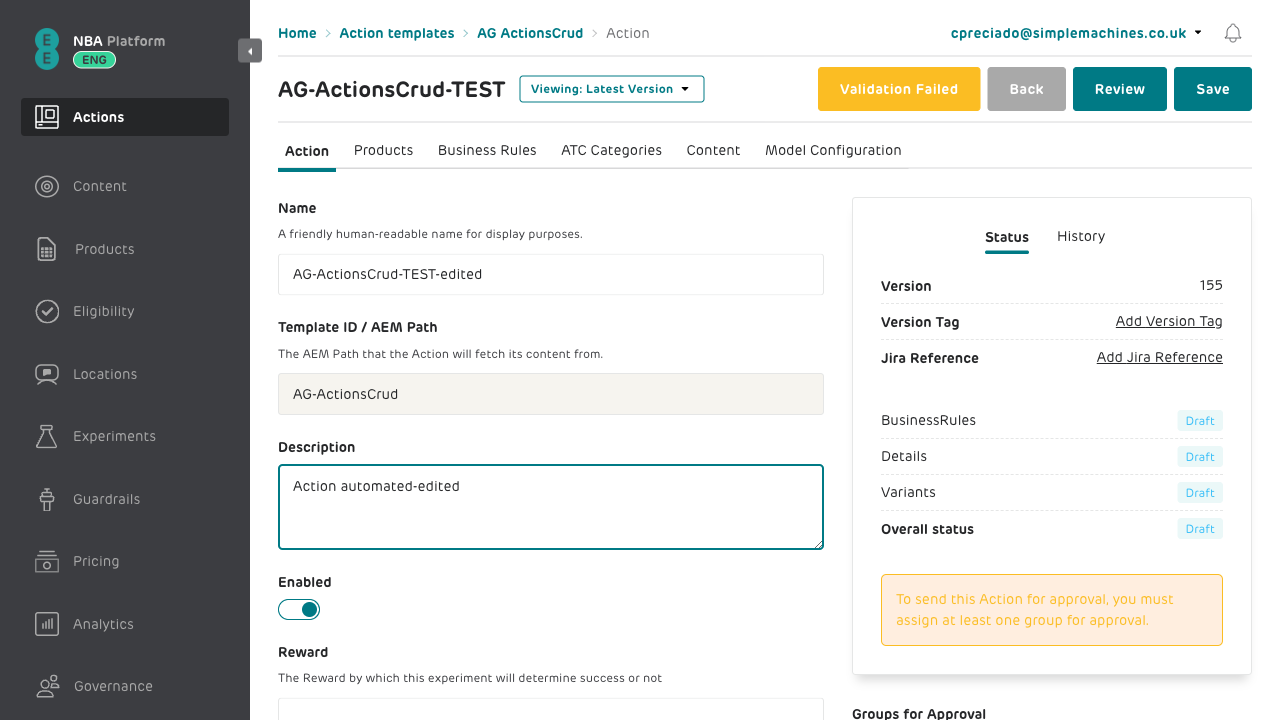 EE
NBA Platform
ENG
Actions
Content
Products
Eligibility
Locations
Experiments
Guardrails
Pricing
Analytics
Governance
Home > Action templates > AG ActionsCrud > Action
cpreciado@simplemachines.co.uk
AG-ActionsCrud-TEST
Viewing: Latest Version
Validation Failed
Back
Review
Save
Action
Products
Business Rules
ATC Categories
Content
Model Configuration
Name
A friendly human-readable name for display purposes.
AG-ActionsCrud-TEST-edited
Template ID / AEM Path
The AEM Path that the Action will fetch its content from.
AG-ActionsCrud
Description
Action automated-edited
Enabled
Reward
The Reward by which this experiment will determine success or not
Status
History
Version 155
Version Tag Add Version Tag
Jira Reference Add Jira Reference
BusinessRules Draft
Details Draft
Variants Draft
Overall status Draft
To send this Action for approval, you must
assign at least one group for approval.
Groups for Approval